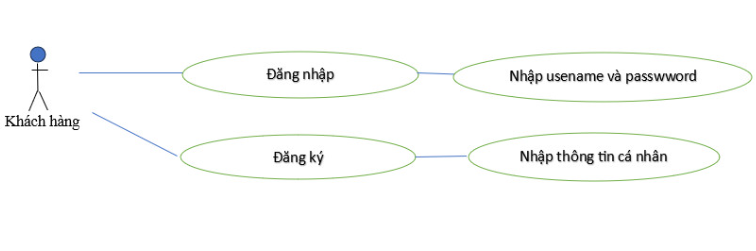 Đăng nhập
Nhập usename và passwword
Khách hàng
Đăng ký
Nhập thông tin cá nhân